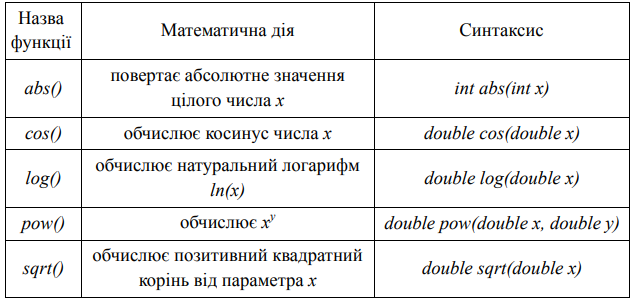 Назва
функції
Математична дія
Синтаксис
abs()
повертає абсолютне значення
цілого числа x
int abs(int x)
cos()
обчислює косинус числа x
double cos(double x)
log()
обчислює натуральний логарифм
ln(x)
double log(double x)
pow()
обчислює xʸ
double pow(double x, double y)
sqrt()
обчислює позитивний квадратний
корінь від параметра x
double sqrt(double x)